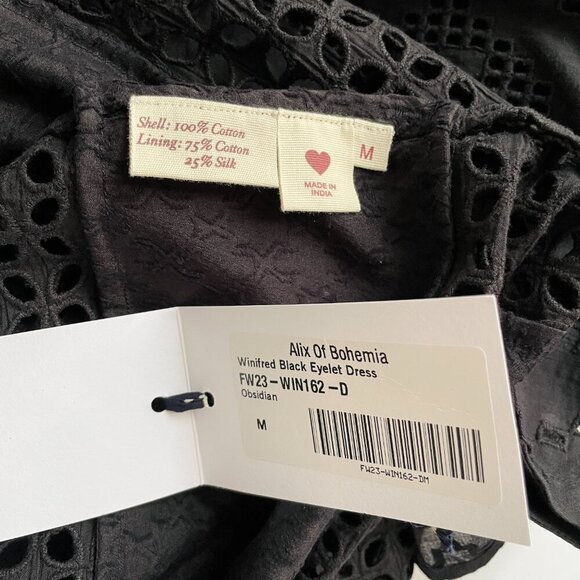 Shell: 100% Cotton
Lining: 75% Cotton
25% Silk
M
MADE IN
INDIA
Alix Of Bohemia
Winifred Black Eyelet Dress
FW23-WIN162-D
Obsidian
M
FW23-WIN162-DM